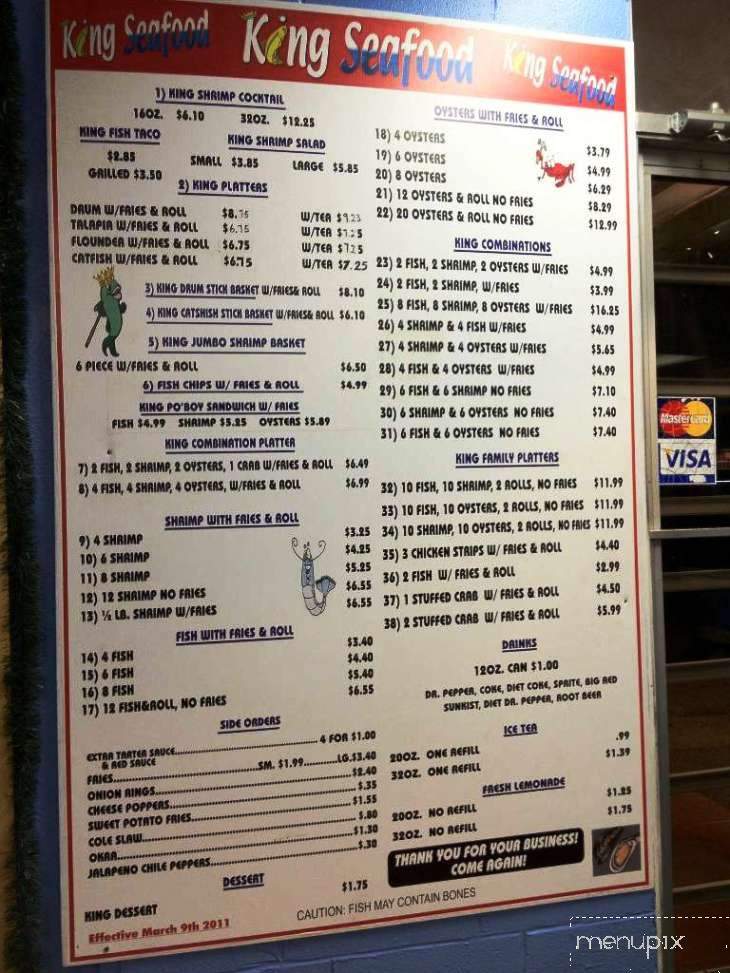 King Seafood King Seafood King Seafood
1) KING SHRIMP COCKTAIL
16OZ. $6.10 32OZ. $12.25
KING FISH TACO
$2.85
GRILLED $3.50
KING SHRIMP SALAD
SMALL $3.85 LARGE $5.85
2) KING PLATTERS
DRUM W/FRIES & ROLL $8.75 W/TEA $9.25
TALAPIA W/FRIES & ROLL $6.75 W/TEA $7.25
FLOUNDER W/FRIES & ROLL $6.75 W/TEA $7.25
CATFISH W/FRIES & ROLL $6.75 W/TEA $7.25
3) KING DRUM STICK BASKET W/FRIES& ROLL $8.10
4) KING CATSHISH STICK BASKET W/FRIES& ROLL $6.10
5) KING JUMBO SHRIMP BASKET
6 PIECE W/FRIES & ROLL $6.50
6) FISH CHIPS W/ FRIES & ROLL $4.99
KING PO'BOY SANDWICH W/ FRIES
FISH $4.99 SHRIMP $5.25 OYSTERS $5.89
KING COMBINATION PLATTER
7) 2 FISH, 2 SHRIMP, 2 OYSTERS, 1 CRAB W/FRIES & ROLL $6.49
8) 4 FISH, 4 SHRIMP, 4 OYSTERS, W/FRIES & ROLL $6.99
SHRIMP WITH FRIES & ROLL
9) 4 SHRIMP $3.25
10) 6 SHRIMP $4.25
11) 8 SHRIMP $5.25
12) 12 SHRIMP NO FRIES $6.55
13) ½ LB. SHRIMP W/FRIES $6.55
FISH WITH FRIES & ROLL
14) 4 FISH $3.40
15) 6 FISH $4.40
16) 8 FISH $5.40
17) 12 FISH&ROLL, NO FRIES $6.55
SIDE ORDERS
EXTRA TARTER SAUCE 4 FOR $1.00
& RED SAUCE
FRIES SM. $1.99 LG.$3.40
ONION RINGS $2.40
CHEESE POPPERS $.35
SWEET POTATO FRIES $1.55
COLE SLAW $.80
OKRA $1.30
JALAPENO CHILE PEPPERS $.30
DESSERT
KING DESSERT $1.75
Effective March 9th 2011
OYSTERS WITH FRIES & ROLL
18) 4 OYSTERS $3.79
19) 6 OYSTERS $4.99
20) 8 OYSTERS $6.29
21) 12 OYSTERS & ROLL NO FRIES $8.29
22) 20 OYSTERS & ROLL NO FRIES $12.99
KING COMBINATIONS
23) 2 FISH, 2 SHRIMP, 2 OYSTERS W/FRIES $4.99
24) 2 FISH, 2 SHRIMP, W/FRIES $3.99
25) 8 FISH, 8 SHRIMP, 8 OYSTERS W/FRIES $16.25
26) 4 SHRIMP & 4 FISH W/FRIES $4.99
27) 4 SHRIMP & 4 OYSTERS W/FRIES $5.65
28) 4 FISH & 4 OYSTERS W/FRIES $4.99
29) 6 FISH & 6 SHRIMP NO FRIES $7.10
30) 6 SHRIMP & 6 OYSTERS NO FRIES $7.40
31) 6 FISH & 6 OYSTERS NO FRIES $7.40
KING FAMILY PLATTERS
32) 10 FISH, 10 SHRIMP, 2 ROLLS, NO FRIES $11.99
33) 10 FISH, 10 OYSTERS, 2 ROLLS, NO FRIES $11.99
34) 10 SHRIMP, 10 OYSTERS, 2 ROLLS, NO FRIES $11.99
35) 3 CHICKEN STRIPS W/ FRIES & ROLL $4.40
36) 2 FISH W/ FRIES & ROLL $2.99
37) 1 STUFFED CRAB W/ FRIES & ROLL $4.50
38) 2 STUFFED CRAB W/ FRIES & ROLL $5.99
DRINKS
12OZ. CAN $1.00
DR. PEPPER, COKE, DIET COKE, SPRITE, BIG RED
SUNKIST, DIET DR. PEPPER, ROOT BEER
ICE TEA
20OZ. ONE REFILL .99
32OZ. ONE REFILL $1.39
FRESH LEMONADE
20OZ. NO REFILL $1.25
32OZ. NO REFILL $1.75
THANK YOU FOR YOUR BUSINESS!
COME AGAIN!
CAUTION: FISH MAY CONTAIN BONES
MasterCard
VISA
menupix